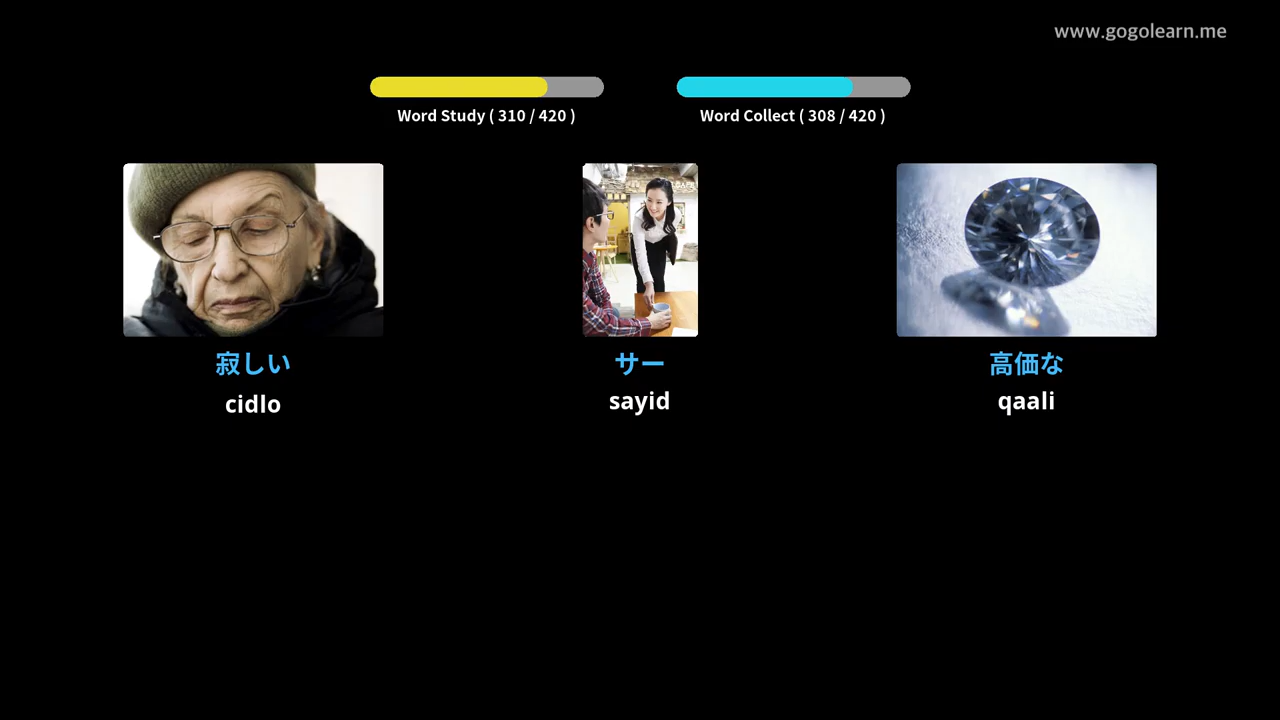 www.gogolearn.me
Word Study ( 310 / 420 )
Word Collect ( 308 / 420 )
寂しい
サー
高価な
cidlo
sayid
qaali